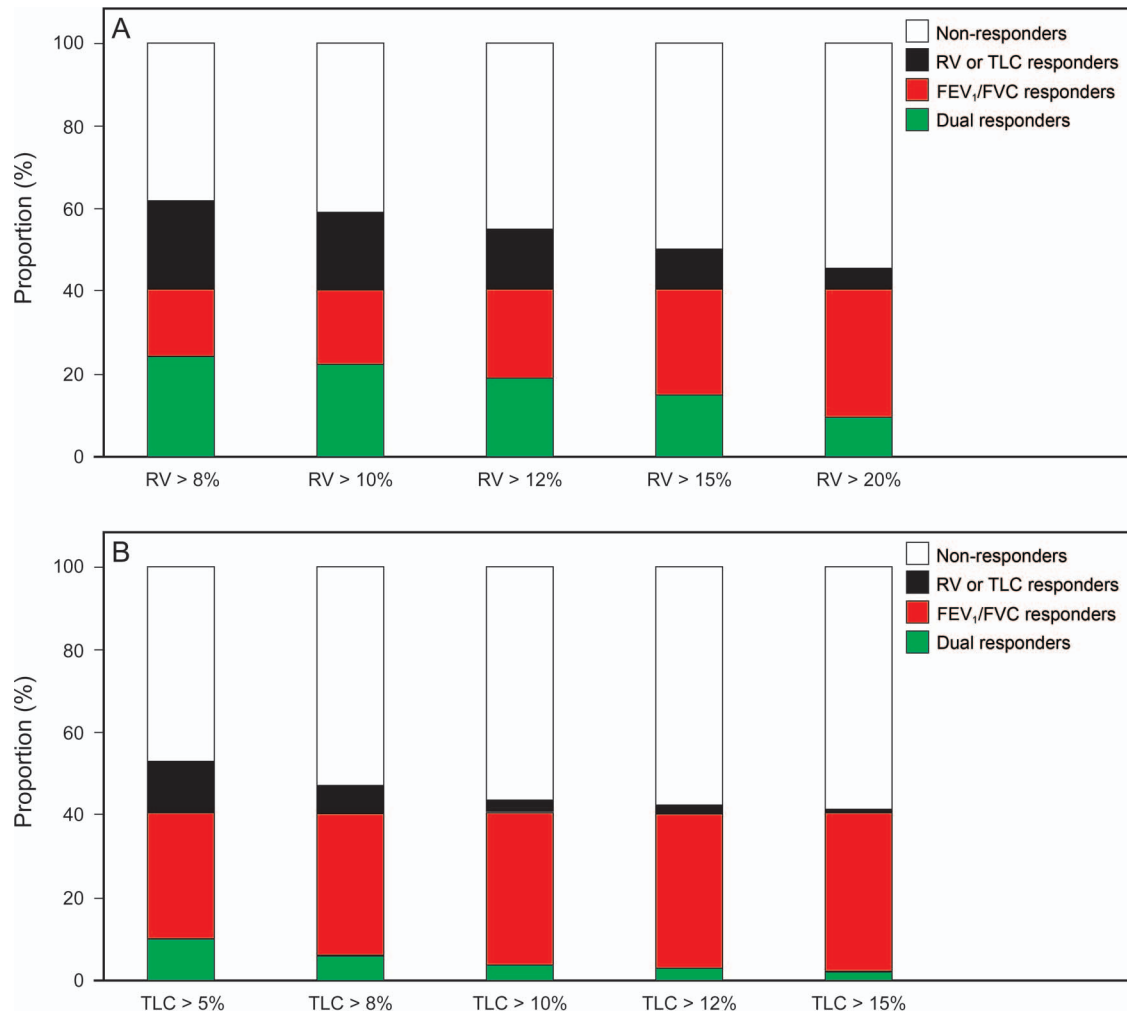 A
Non-responders
RV or TLC responders
FEV₁/FVC responders
Dual responders
Proportion (%)
100
80
60
40
20
0
RV > 8% RV > 10% RV > 12% RV > 15% RV > 20%
B
Non-responders
RV or TLC responders
FEV₁/FVC responders
Dual responders
Proportion (%)
100
80
60
40
20
0
TLC > 5% TLC > 8% TLC > 10% TLC > 12% TLC > 15%